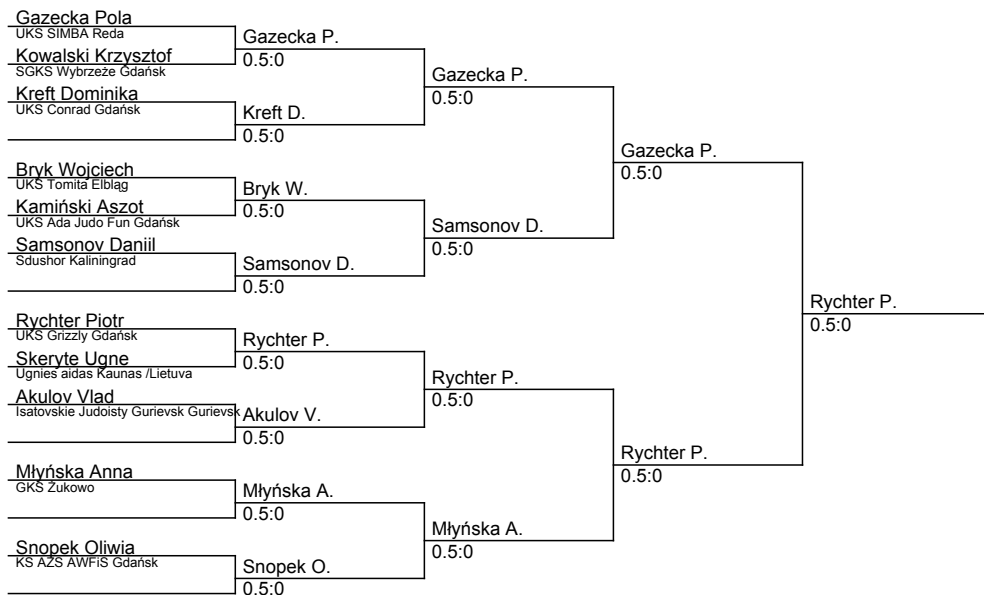 Gazecka Pola
UKS SIMBA Reda
Kowalski Krzysztof
SGKS Wybrzeże Gdańsk
Kreft Dominika
UKS Conrad Gdańsk
Bryk Wojciech
UKS Tomita Elbląg
Kamiński Aszot
UKS Ada Judo Fun Gdańsk
Samsonov Daniil
Sdushor Kaliningrad
Rychter Piotr
UKS Grizzly Gdańsk
Skeryte Ugne
Ugnies aidas Kaunas /Lietuva
Akulov Vlad
Isatovskie Judoisty Gurievsk Gurievsk
Młyńska Anna
GKS Żukowo
Snopek Oliwia
KS AZS AWFiS Gdańsk
Gazecka P.
0.5:0
Kreft D.
0.5:0
Bryk W.
0.5:0
Samsonov D.
0.5:0
Rychter P.
0.5:0
Akulov V.
0.5:0
Młyńska A.
0.5:0
Snopek O.
0.5:0
Gazecka P.
0.5:0
Samsonov D.
0.5:0
Rychter P.
0.5:0
Młyńska A.
0.5:0
Gazecka P.
0.5:0
Rychter P.
0.5:0
Rychter P.
0.5:0